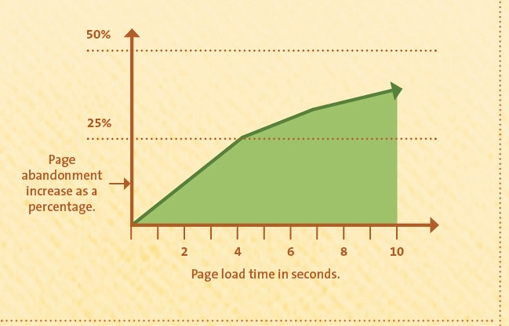 50%
25%
Page
abandonment
increase as a
percentage.
2 4 6 8 10
Page load time in seconds.